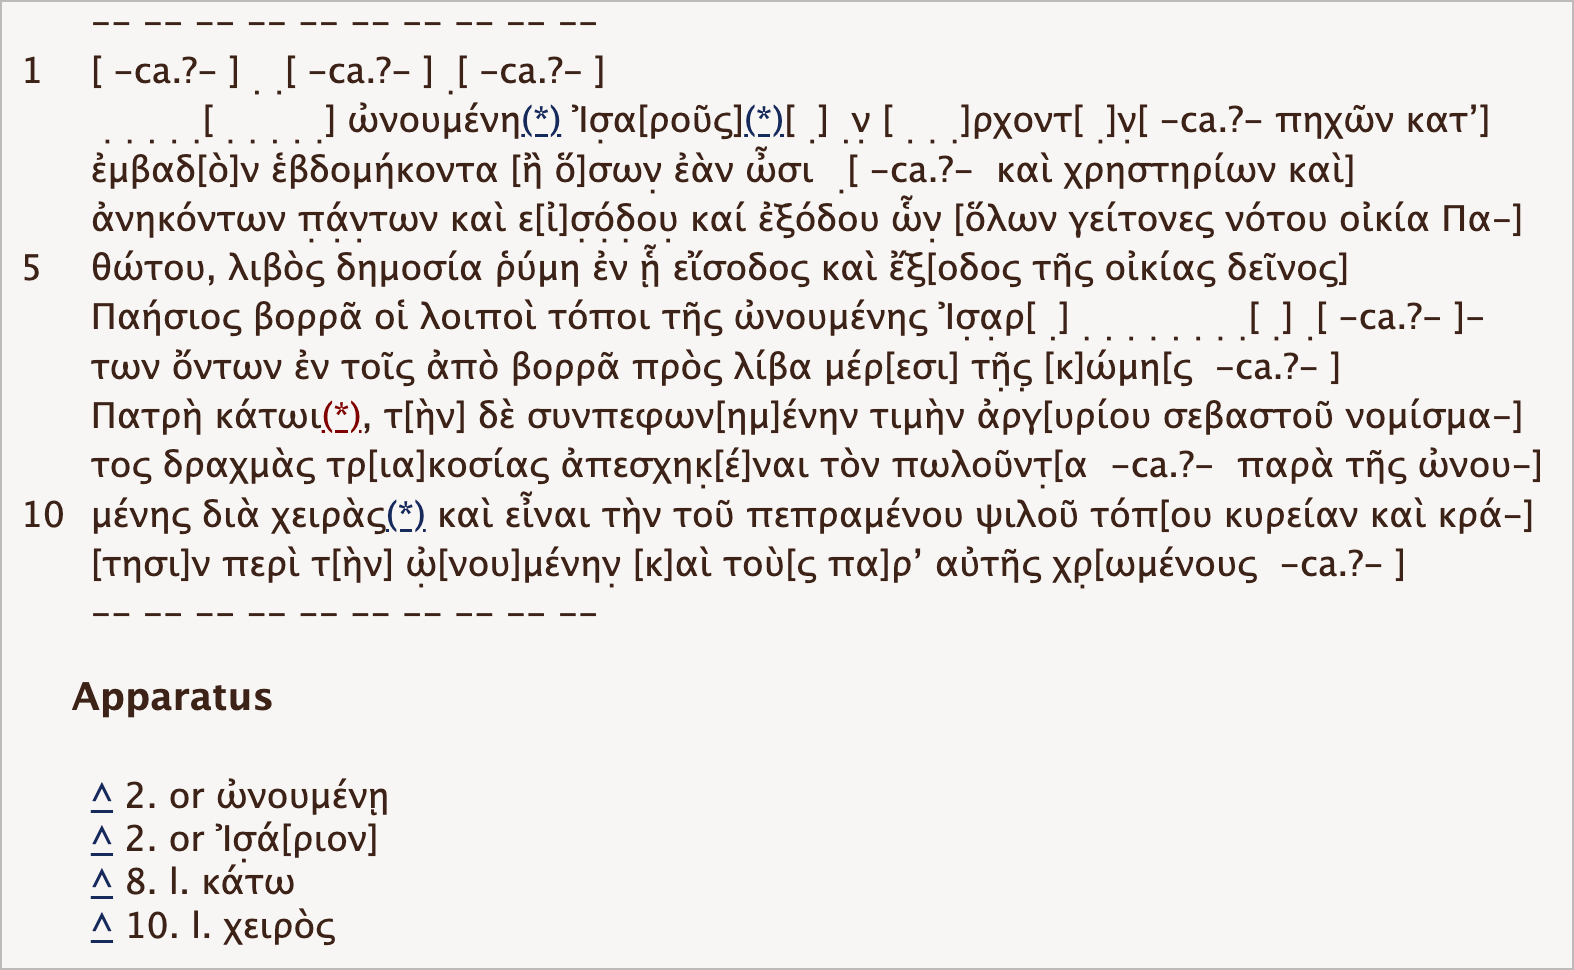 -- -- -- -- -- -- -- -- -- --
1 [ -ca.?- ] ̣ ̣[ -ca.?- ] ̣[ -ca.?- ]
̣ ̣ ̣ ̣ ̣[ ̣ ̣ ̣ ̣ ̣] ὠνουμένη(*) Ἰσ̣α[ροῦς](*)[ ̣] ̣ν̣ [ ̣ ̣ ̣]ρχοντ[ ̣]ν̣[ -ca.?- πηχῶν κατʼ]
ἐμβαδ[ὸ]ν ἑβδομήκοντα [ἢ ὅ]σων̣ ἐὰν ὦσι ̣[ -ca.?- καὶ χρηστηρίων καὶ]
ἀνηκόντων π̣ά̣ν̣των καὶ ε[ἰ]σ̣ό̣δ̣ο̣υ̣ καί ἐξόδου ὧν̣ [ὅλων γείτονες νότου οἰκία Πα-]
5 θώτου, λιβὸς δημοσία ῥύμη ἐν ᾗ εἴσοδος καὶ ἔξ[οδος τῆς οἰκίας δεῖνος]
Παήσιος βορρᾶ οἱ λοιποὶ τόποι τῆς ὠνουμένης Ἰσ̣α̣ρ[ ̣] ̣ ̣ ̣ ̣ ̣ ̣ ̣ ̣[ ̣] ̣[ -ca.?- ]-
των ὄντων ἐν τοῖς ἀπὸ βορρᾶ πρὸς λίβα μέρ[εσι] τῆ̣ς̣ [κ]ώμη[ς -ca.?- ]
Πατρὴ κάτωι(*), τ[ὴν] δὲ συνπεφων[ημ]ένην τιμὴν ἀργ[υρίου σεβαστοῦ νομίσμα-]
τος δραχμὰς τρ[ια]κοσίας ἀπεσχηκ̣[έ]ναι τὸν πωλοῦντ̣[α -ca.?- παρὰ τῆς ὠνου-]
10 μένης διὰ χειρὰς(*) καὶ εἶναι τὴν τοῦ πεπραμένου ψιλοῦ τόπ[ου κυρείαν καὶ κρά-]
[τησι]ν περὶ τ[ὴν] ὠ̣[νου]μένην̣ [κ]αὶ τοὺ[ς πα]ρʼ αὐτῆς χρ̣[ωμένους -ca.?- ]
-- -- -- -- -- -- -- -- -- --
Apparatus
^ 2. or ὠνουμένῃ
^ 2. or Ἰσ̣ά[ριον]
^ 8. l. κάτω
^ 10. l. χειρὸς